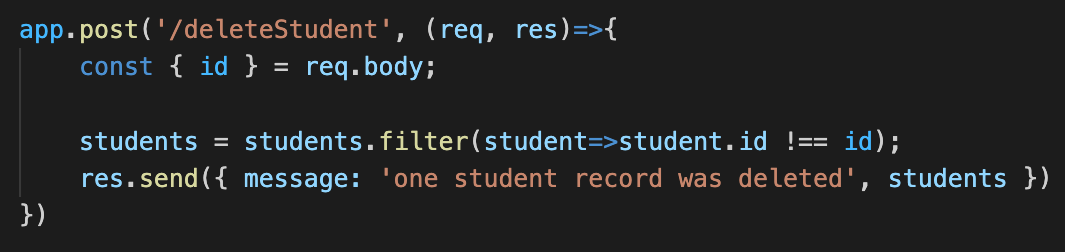 app.post('/deleteStudent', (req, res)=>{
    const { id } = req.body;

    students = students.filter(student=>student.id !== id);
    res.send({ message: 'one student record was deleted', students })
})